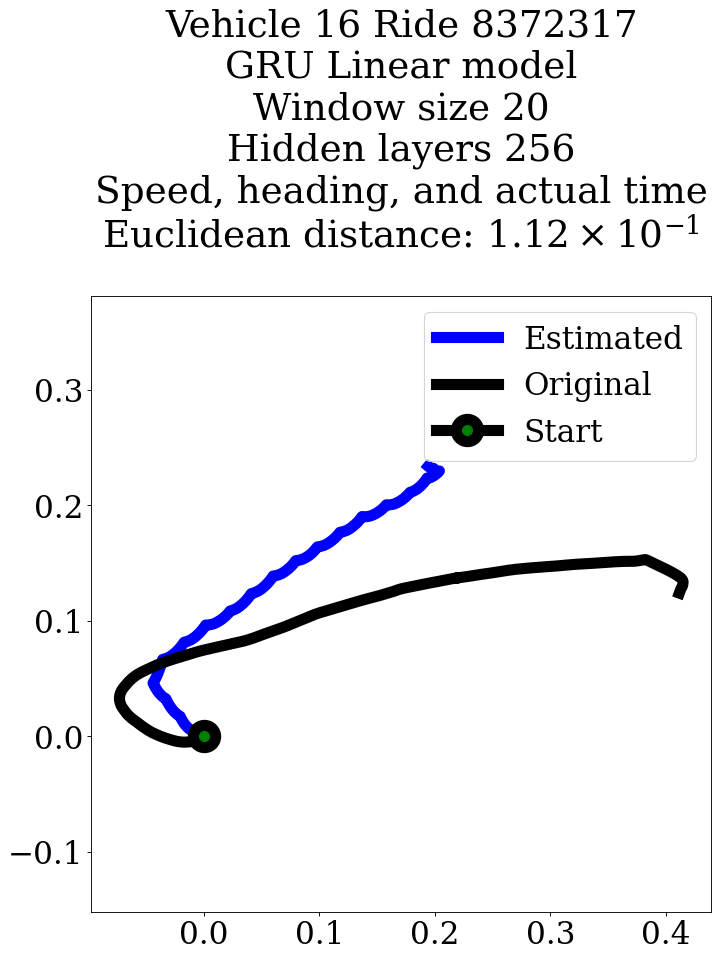 Vehicle 16 Ride 8372317
GRU Linear model
Window size 20
Hidden layers 256
Speed, heading, and actual time
Euclidean distance: 1.12 × 10⁻¹
Estimated
Original
Start
0.3
0.2
0.1
0.0
−0.1
0.0 0.1 0.2 0.3 0.4